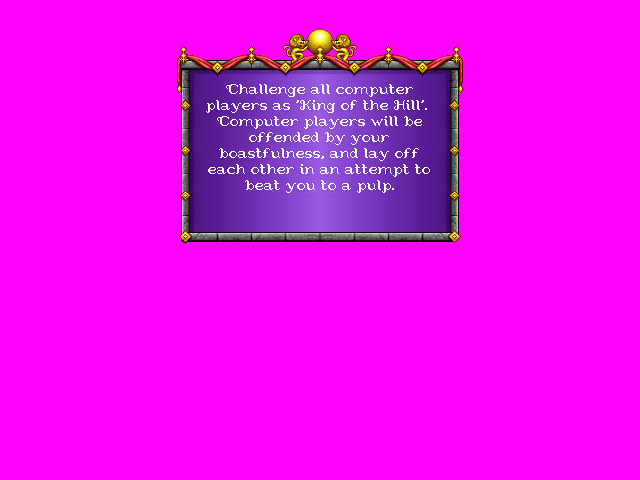 Challenge all computer
players as 'King of the Hill'.
Computer players will be
offended by your
boastfulness, and lay off
each other in an attempt to
beat you to a pulp.